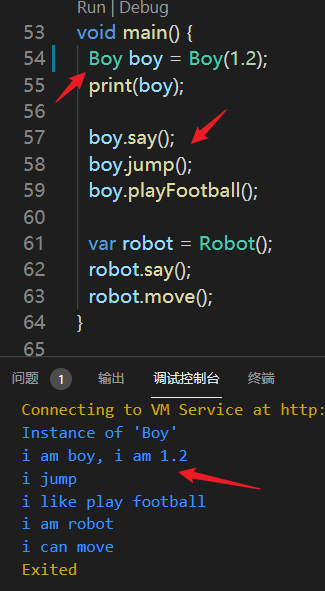 Run | Debug
53 void main() {
54 Boy boy = Boy(1.2);
55 print(boy);
56
57 boy.say();
58 boy.jump();
59 boy.playFootball();
60
61 var robot = Robot();
62 robot.say();
63 robot.move();
64 }
65
问题 1 输出 调试控制台 终端
Connecting to VM Service at http:
Instance of 'Boy'
i am boy, i am 1.2
i jump
i like play football
i am robot
i can move
Exited